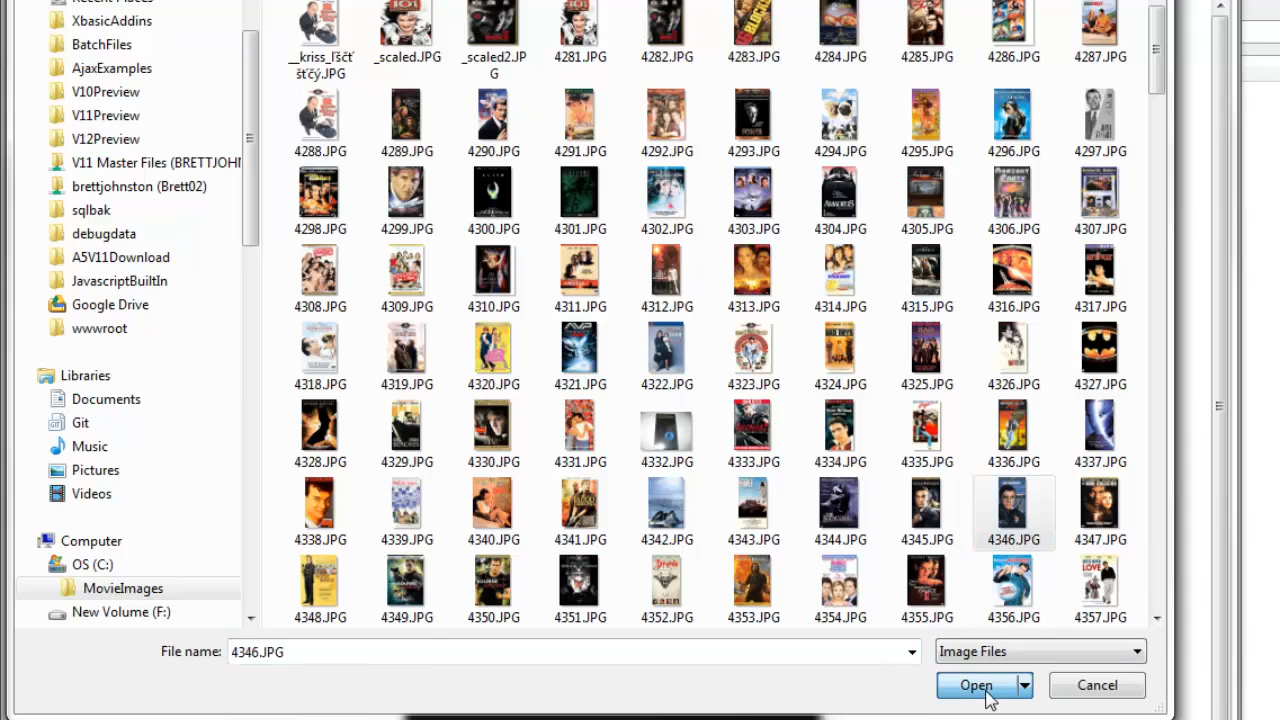 Recent Places
XbasicAddins
BatchFiles
AjaxExamples
V10Preview
V11Preview
V12Preview
V11 Master Files (BRETTJOHN
brettjohnston (Brett02)
sqlbak
debugdata
A5V11Download
JavascriptBuiltIn
Google Drive
wwwroot
Libraries
Documents
Git
Music
Pictures
Videos
Computer
OS (C:)
MovieImages
New Volume (F:)
_scaled.JPG _scaled2.JPG 4281.JPG 4282.JPG 4283.JPG 4284.JPG 4285.JPG 4286.JPG 4287.JPG
4288.JPG 4289.JPG 4290.JPG 4291.JPG 4292.JPG 4293.JPG 4294.JPG 4295.JPG 4296.JPG 4297.JPG
4298.JPG 4299.JPG 4300.JPG 4301.JPG 4302.JPG 4303.JPG 4304.JPG 4305.JPG 4306.JPG 4307.JPG
4308.JPG 4309.JPG 4310.JPG 4311.JPG 4312.JPG 4313.JPG 4314.JPG 4315.JPG 4316.JPG 4317.JPG
4318.JPG 4319.JPG 4320.JPG 4321.JPG 4322.JPG 4323.JPG 4324.JPG 4325.JPG 4326.JPG 4327.JPG
4328.JPG 4329.JPG 4330.JPG 4331.JPG 4332.JPG 4333.JPG 4334.JPG 4335.JPG 4336.JPG 4337.JPG
4338.JPG 4339.JPG 4340.JPG 4341.JPG 4342.JPG 4343.JPG 4344.JPG 4345.JPG 4346.JPG 4347.JPG
4348.JPG 4349.JPG 4350.JPG 4351.JPG 4352.JPG 4353.JPG 4354.JPG 4355.JPG 4356.JPG 4357.JPG
File name: 4346.JPG Image Files
Open Cancel